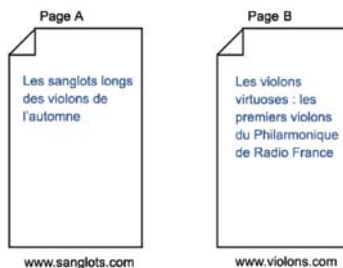 Page A
Les sanglots longs
des violons de
l'automne
www.sanglots.com
Page B
Les violons
virtuoses : les
premiers violons
du Philarmonique
de Radio France
www.violons.com